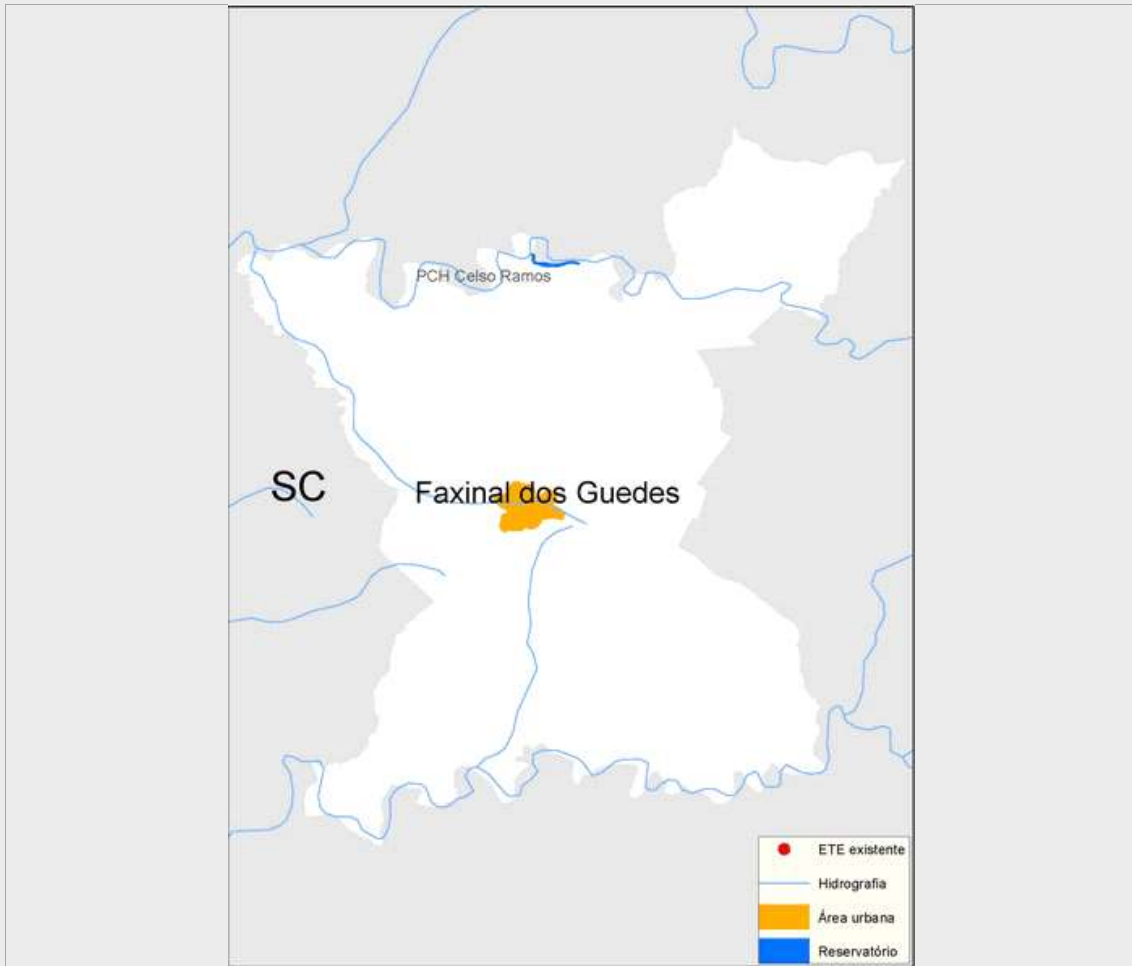 PCH Celso Ramos
SC
Faxinal dos Guedes
ETE existente
Hidrografia
Área urbana
Reservatório